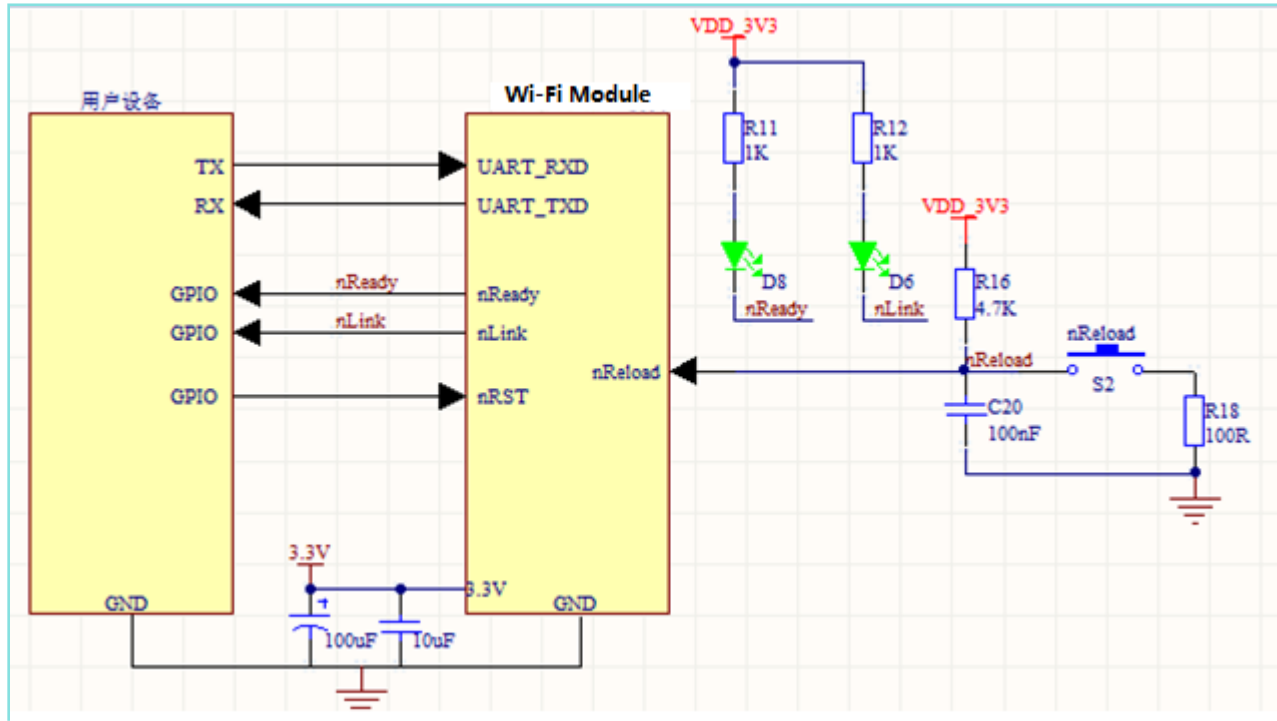 VDD_3V3
用户设备
Wi-Fi Module
R11
1K
R12
1K
TX
UART_RXD
RX
UART_TXD
VDD_3V3
D8
D6
R16
4.7K
GPIO
nReady
nReady
nReady
nLink
GPIO
nLink
nLink
nReload
nReload
nReload
S2
GPIO
nRST
C20
100nF
R18
100R
3.3V
3.3V
GND
GND
100uF
10uF